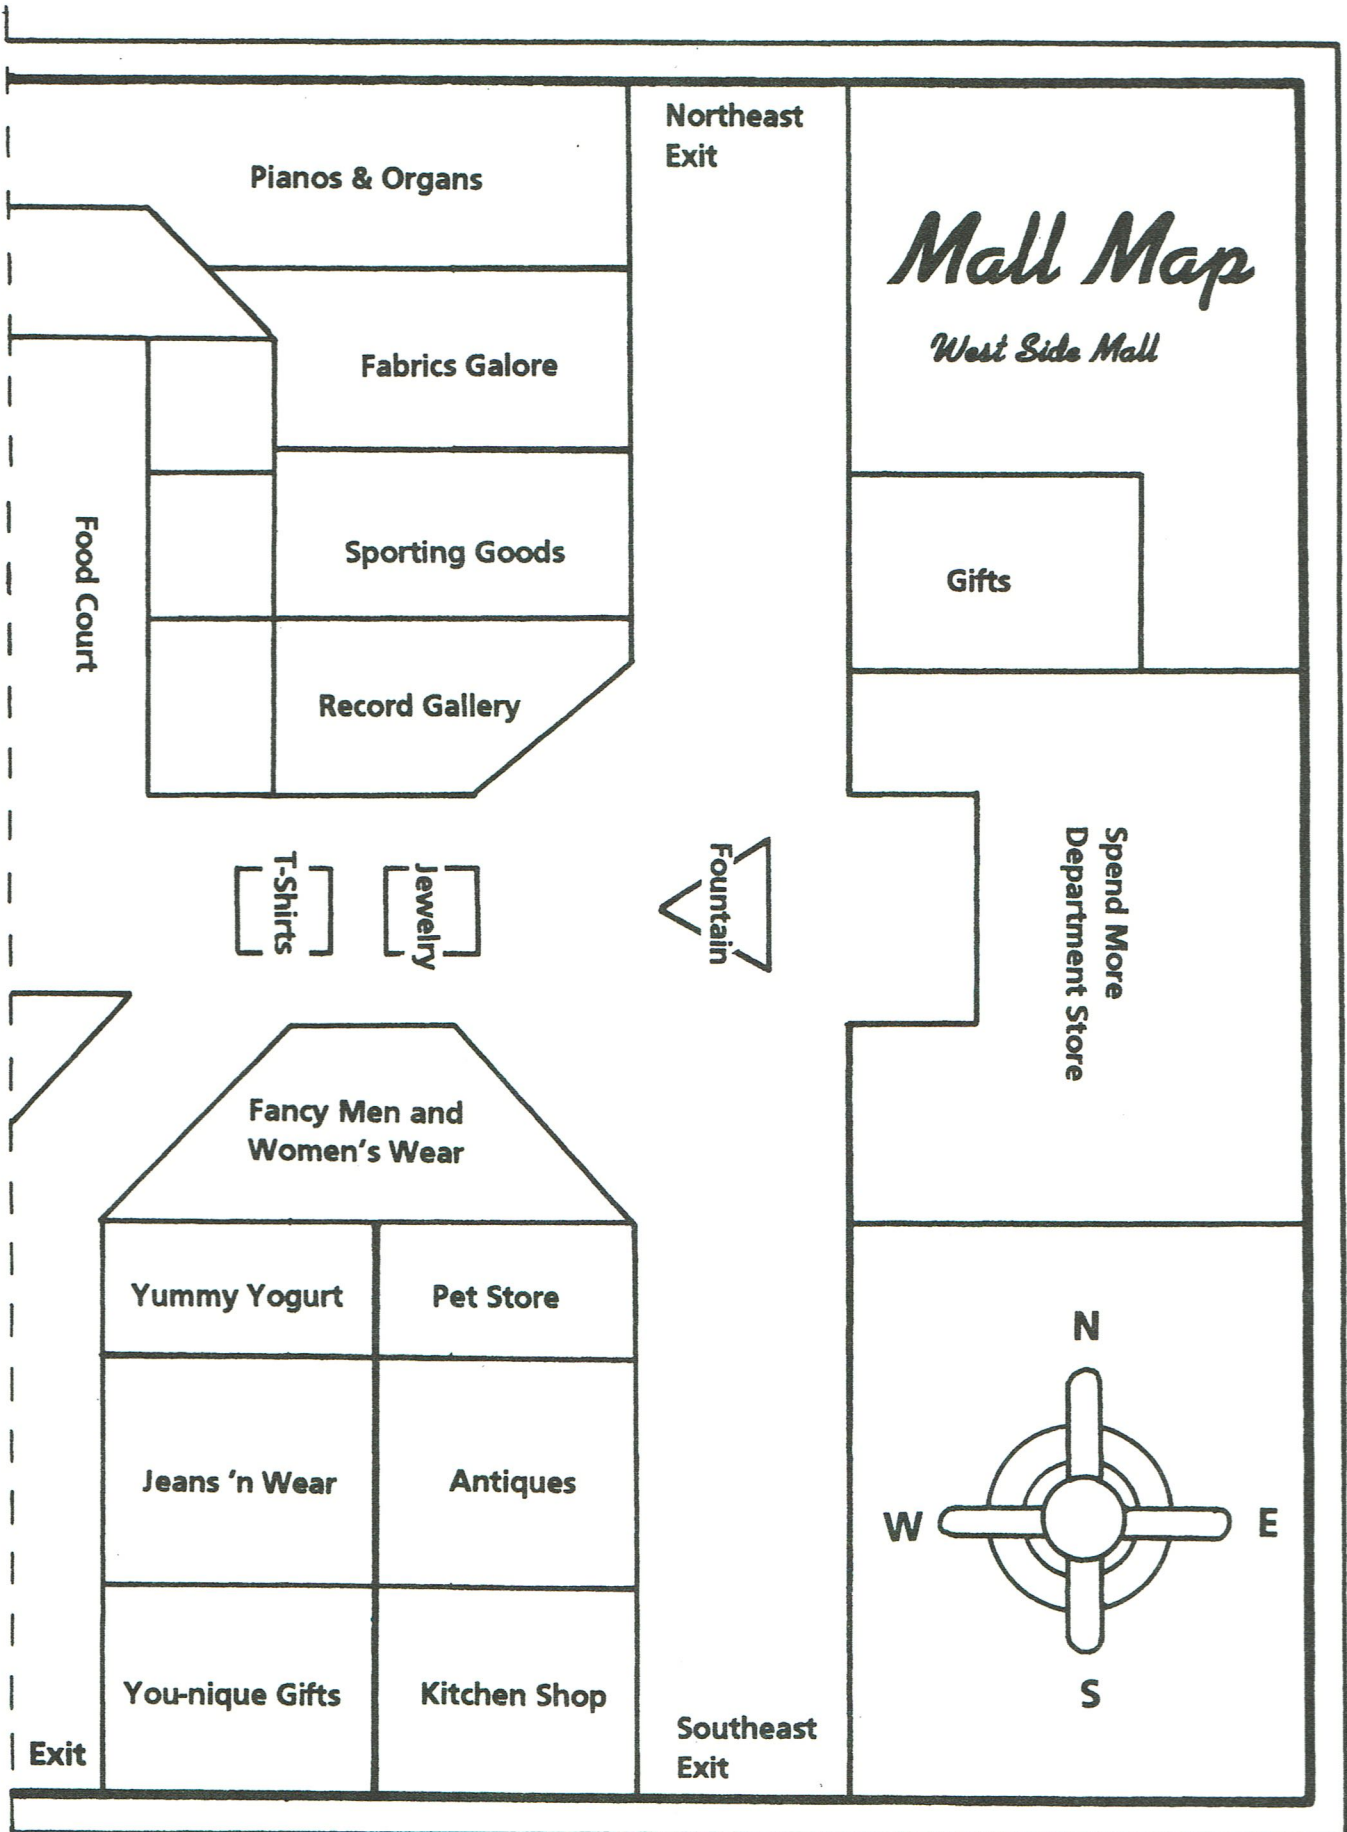 Northeast
Exit
Pianos & Organs
Mall Map
West Side Mall
Fabrics Galore
Food Court
Sporting Goods
Gifts
Record Gallery
T-Shirts
Jewelry
Fountain
Spend More
Department Store
Fancy Men and
Women's Wear
Yummy Yogurt
Pet Store
N
Jeans 'n Wear
Antiques
W
E
You-nique Gifts
Kitchen Shop
S
Southeast
Exit
Exit